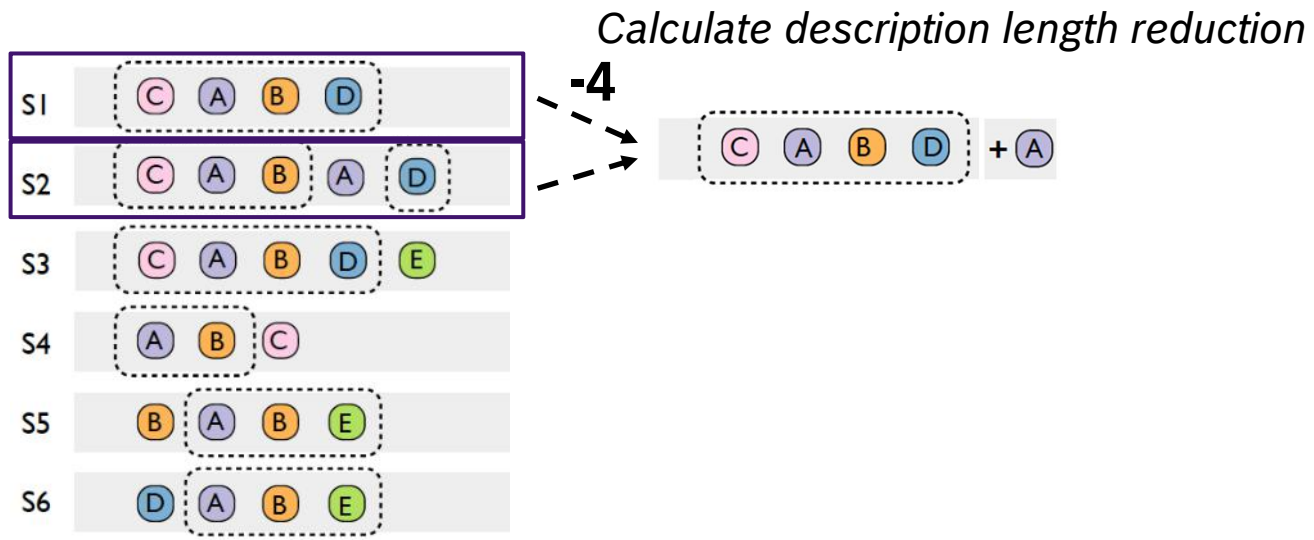 Calculate description length reduction
-4
S1 C A B D
C A B D + A
S2 C A B A D
S3 C A B D E
S4 A B C
S5 B A B E
S6 D A B E